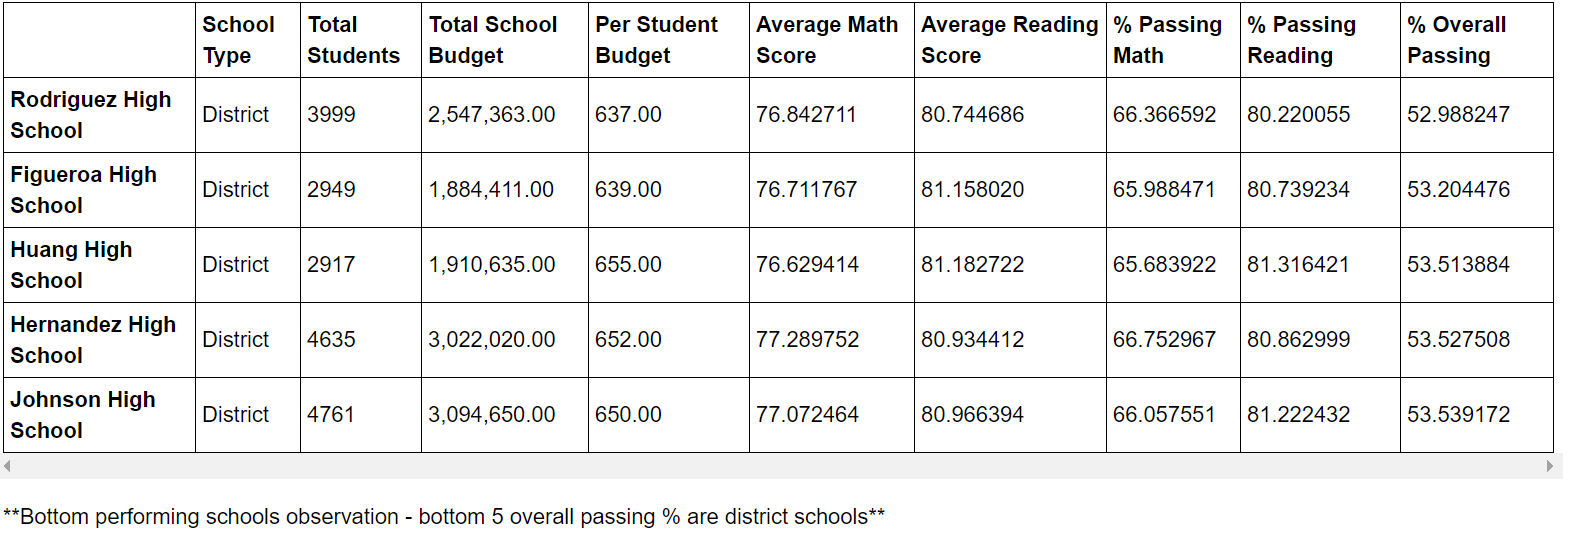 School Type Total Students Total School Budget Per Student Budget Average Math Score Average Reading Score % Passing Math % Passing Reading % Overall Passing
Rodriguez High School District 3999 2,547,363.00 637.00 76.842711 80.744686 66.366592 80.220055 52.988247
Figueroa High School District 2949 1,884,411.00 639.00 76.711767 81.158020 65.988471 80.739234 53.204476
Huang High School District 2917 1,910,635.00 655.00 76.629414 81.182722 65.683922 81.316421 53.513884
Hernandez High School District 4635 3,022,020.00 652.00 77.289752 80.934412 66.752967 80.862999 53.527508
Johnson High School District 4761 3,094,650.00 650.00 77.072464 80.966394 66.057551 81.222432 53.539172
**Bottom performing schools observation - bottom 5 overall passing % are district schools**